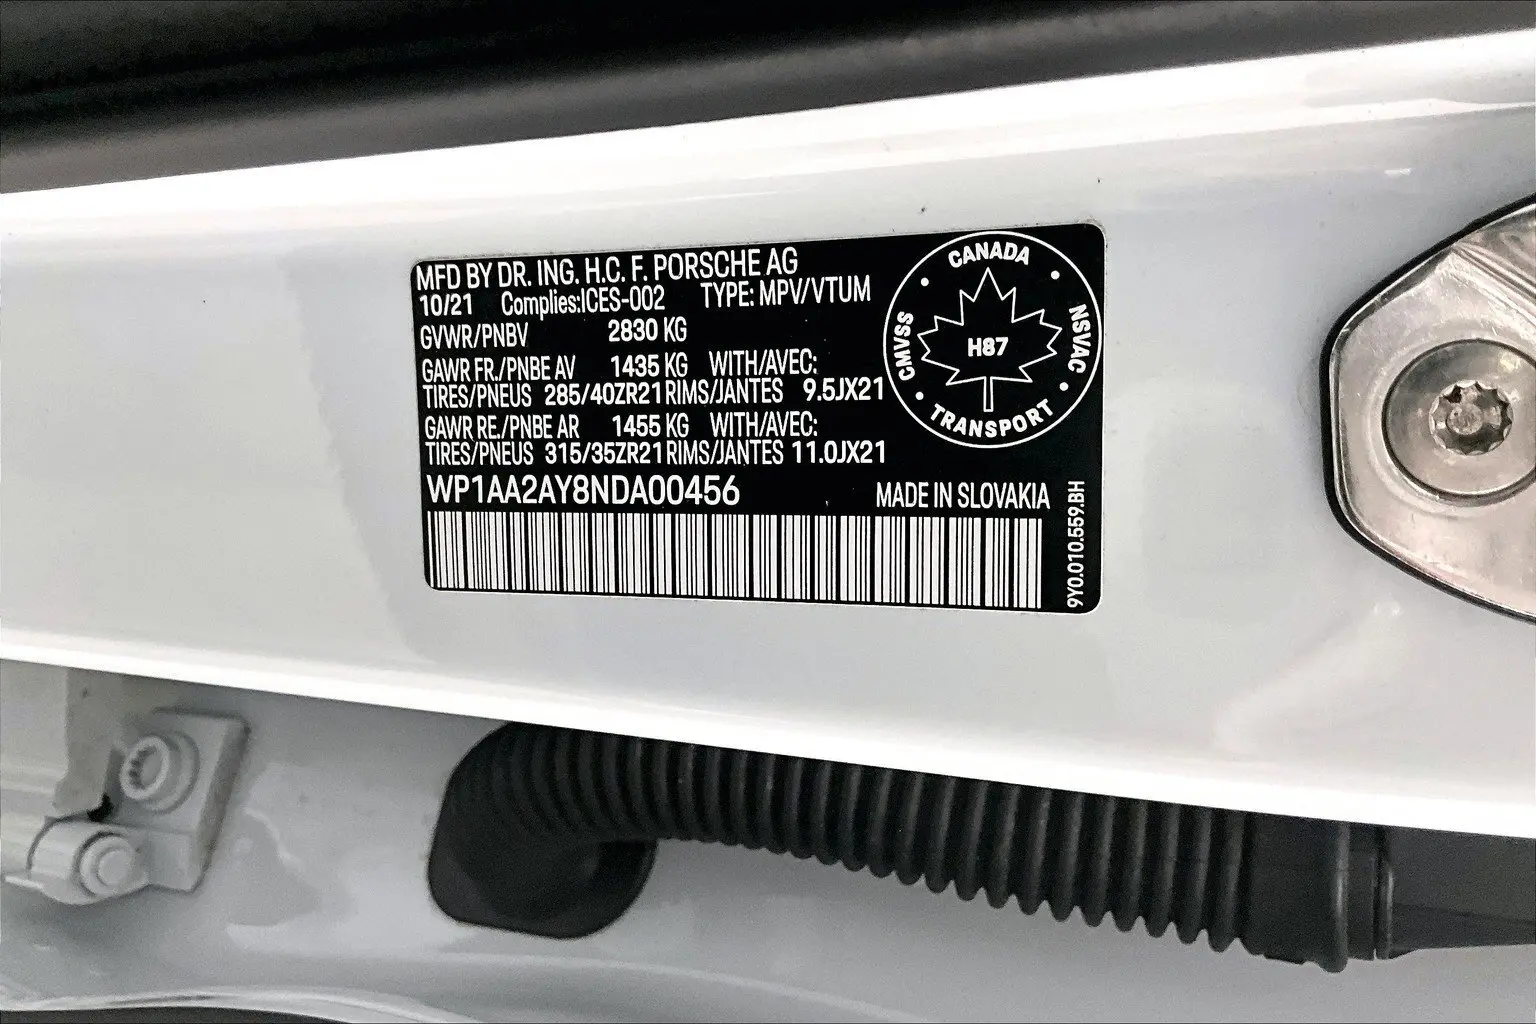 MFD BY DR. ING. H.C. F. PORSCHE AG
10/21 Complies:ICES-002 TYPE: MPV/VTUM
GVWR/PNBV 2830 KG
GAWR FR./PNBE AV 1435 KG WITH/AVEC:
TIRES/PNEUS 285/40ZR21 RIMS/JANTES 9.5JX21
GAWR RE./PNBE AR 1455 KG WITH/AVEC:
TIRES/PNEUS 315/35ZR21 RIMS/JANTES 11.0JX21
WP1AA2AY8NDA00456 MADE IN SLOVAKIA
9Y0.010.559.BH
CANADA
CMVSS
NSVAC
H87
TRANSPORT